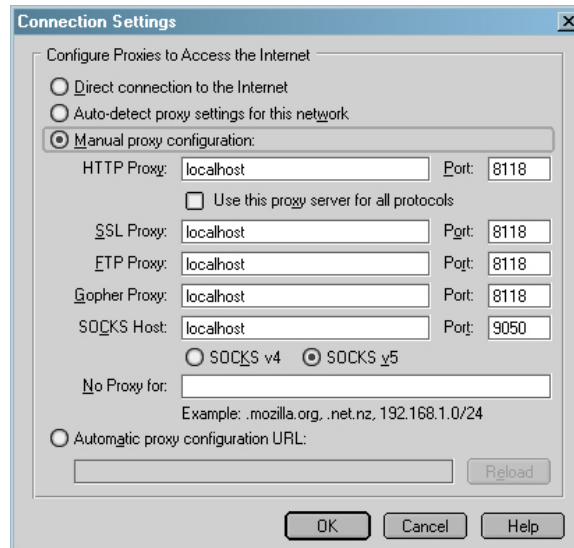 Connection Settings
Configure Proxies to Access the Internet
Direct connection to the Internet
Auto-detect proxy settings for this network
Manual proxy configuration:
HTTP Proxy: localhost Port: 8118
Use this proxy server for all protocols
SSL Proxy: localhost Port: 8118
FTP Proxy: localhost Port: 8118
Gopher Proxy: localhost Port: 8118
SOCKS Host: localhost Port: 9050
SOCKS v4 SOCKS v5
No Proxy for:
Example: .mozilla.org, .net.nz, 192.168.1.0/24
Automatic proxy configuration URL:
Reload
OK Cancel Help